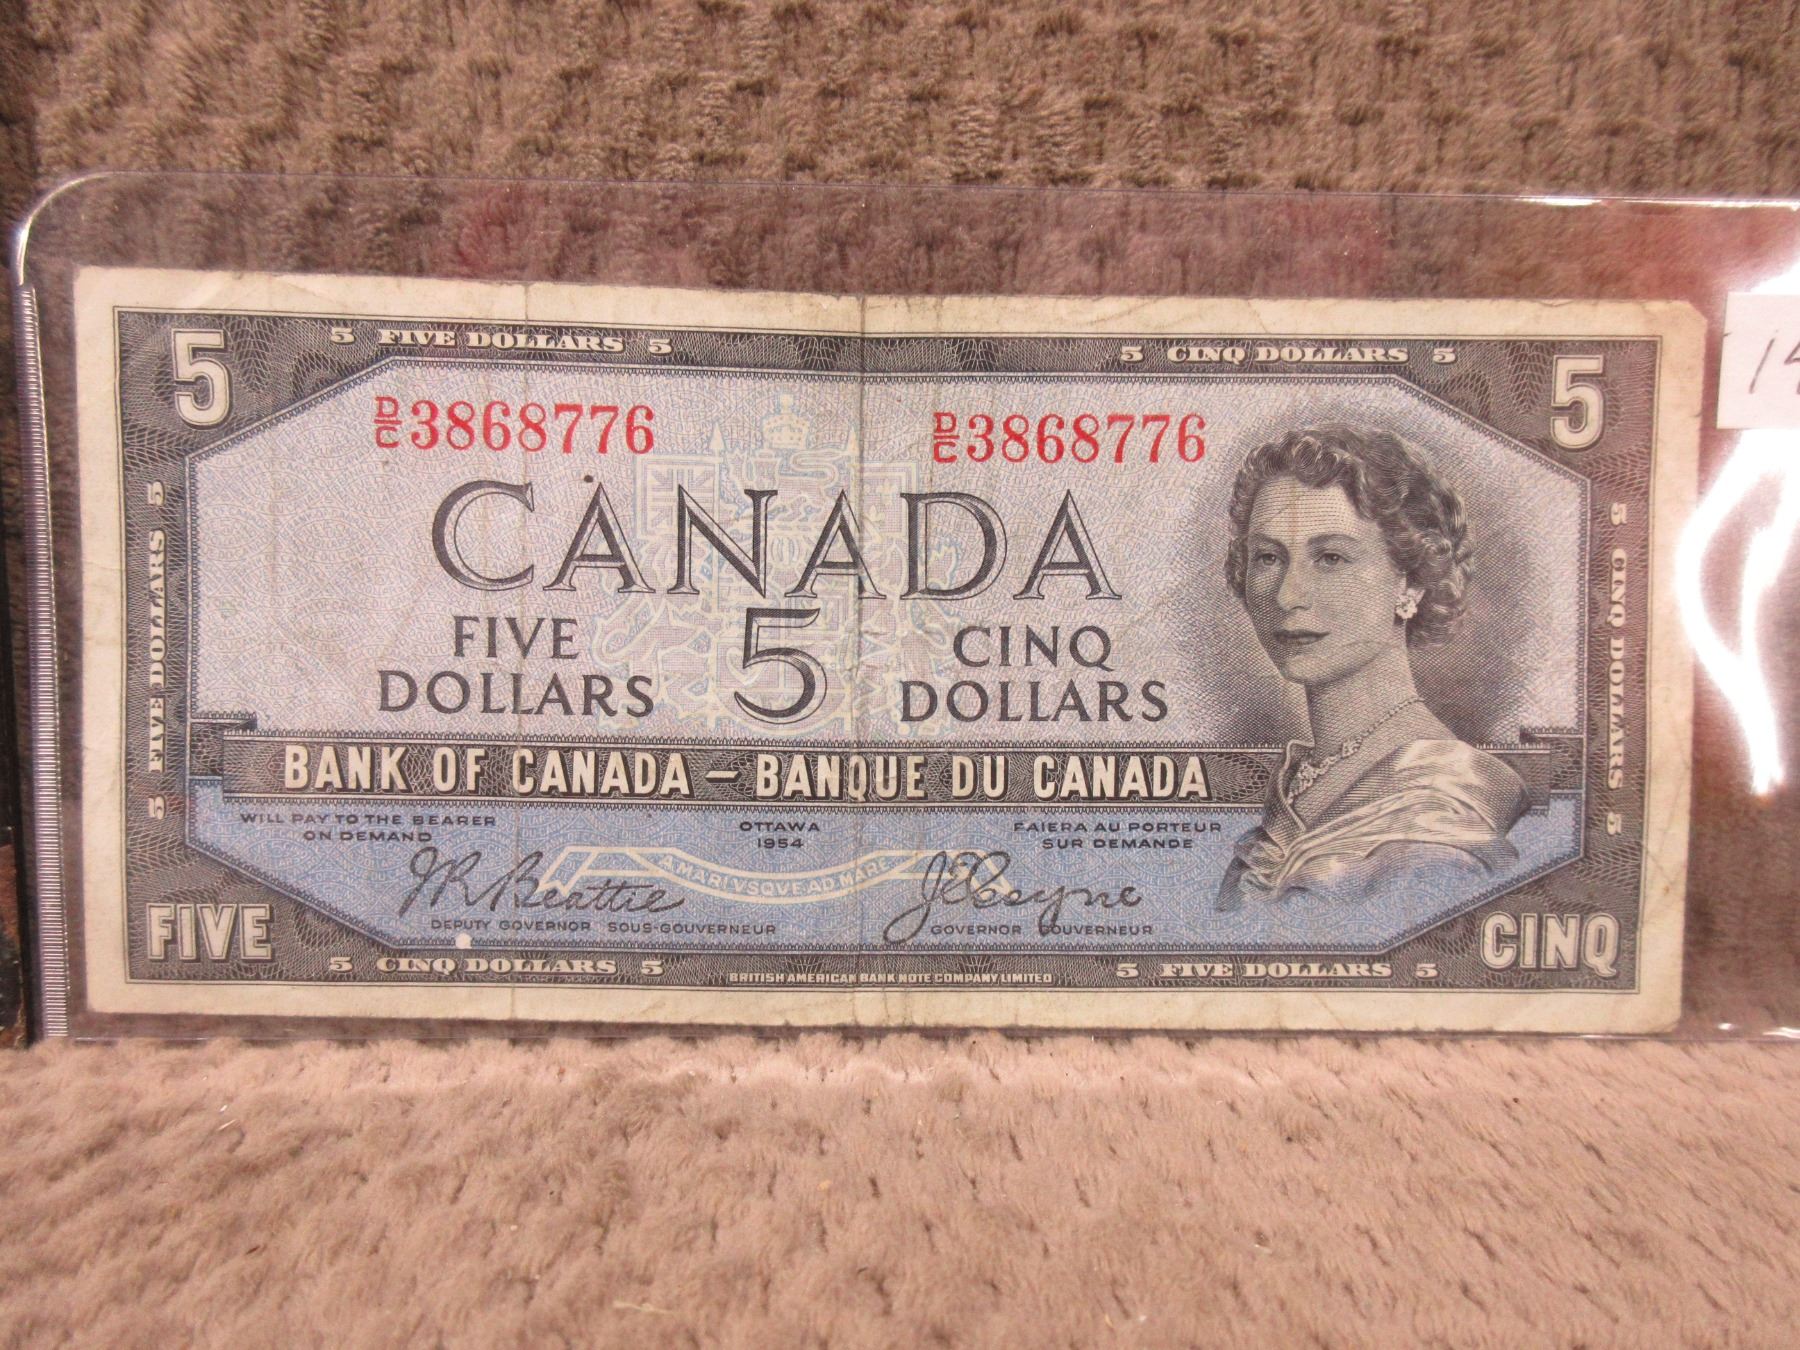 5 FIVE DOLLARS 5 5 CINQ DOLLARS 5
5 5
D/C 3868776 D/C 3868776
CANADA
FIVE DOLLARS 5 CINQ DOLLARS
5 FIVE DOLLARS 5
5 CINQ DOLLARS 5
BANK OF CANADA – BANQUE DU CANADA
WILL PAY TO THE BEARER ON DEMAND
OTTAWA
1954
FAIERA AU PORTEUR
SUR DEMANDE
A MARI VSQVE AD MARE
J R Beattie
J E Coyne
DEPUTY GOVERNOR SOUS-GOUVERNEUR
GOVERNOR GOUVERNEUR
FIVE CINQ
5 CINQ DOLLARS 5 BRITISH AMERICAN BANK NOTE COMPANY LIMITED 5 FIVE DOLLARS 5